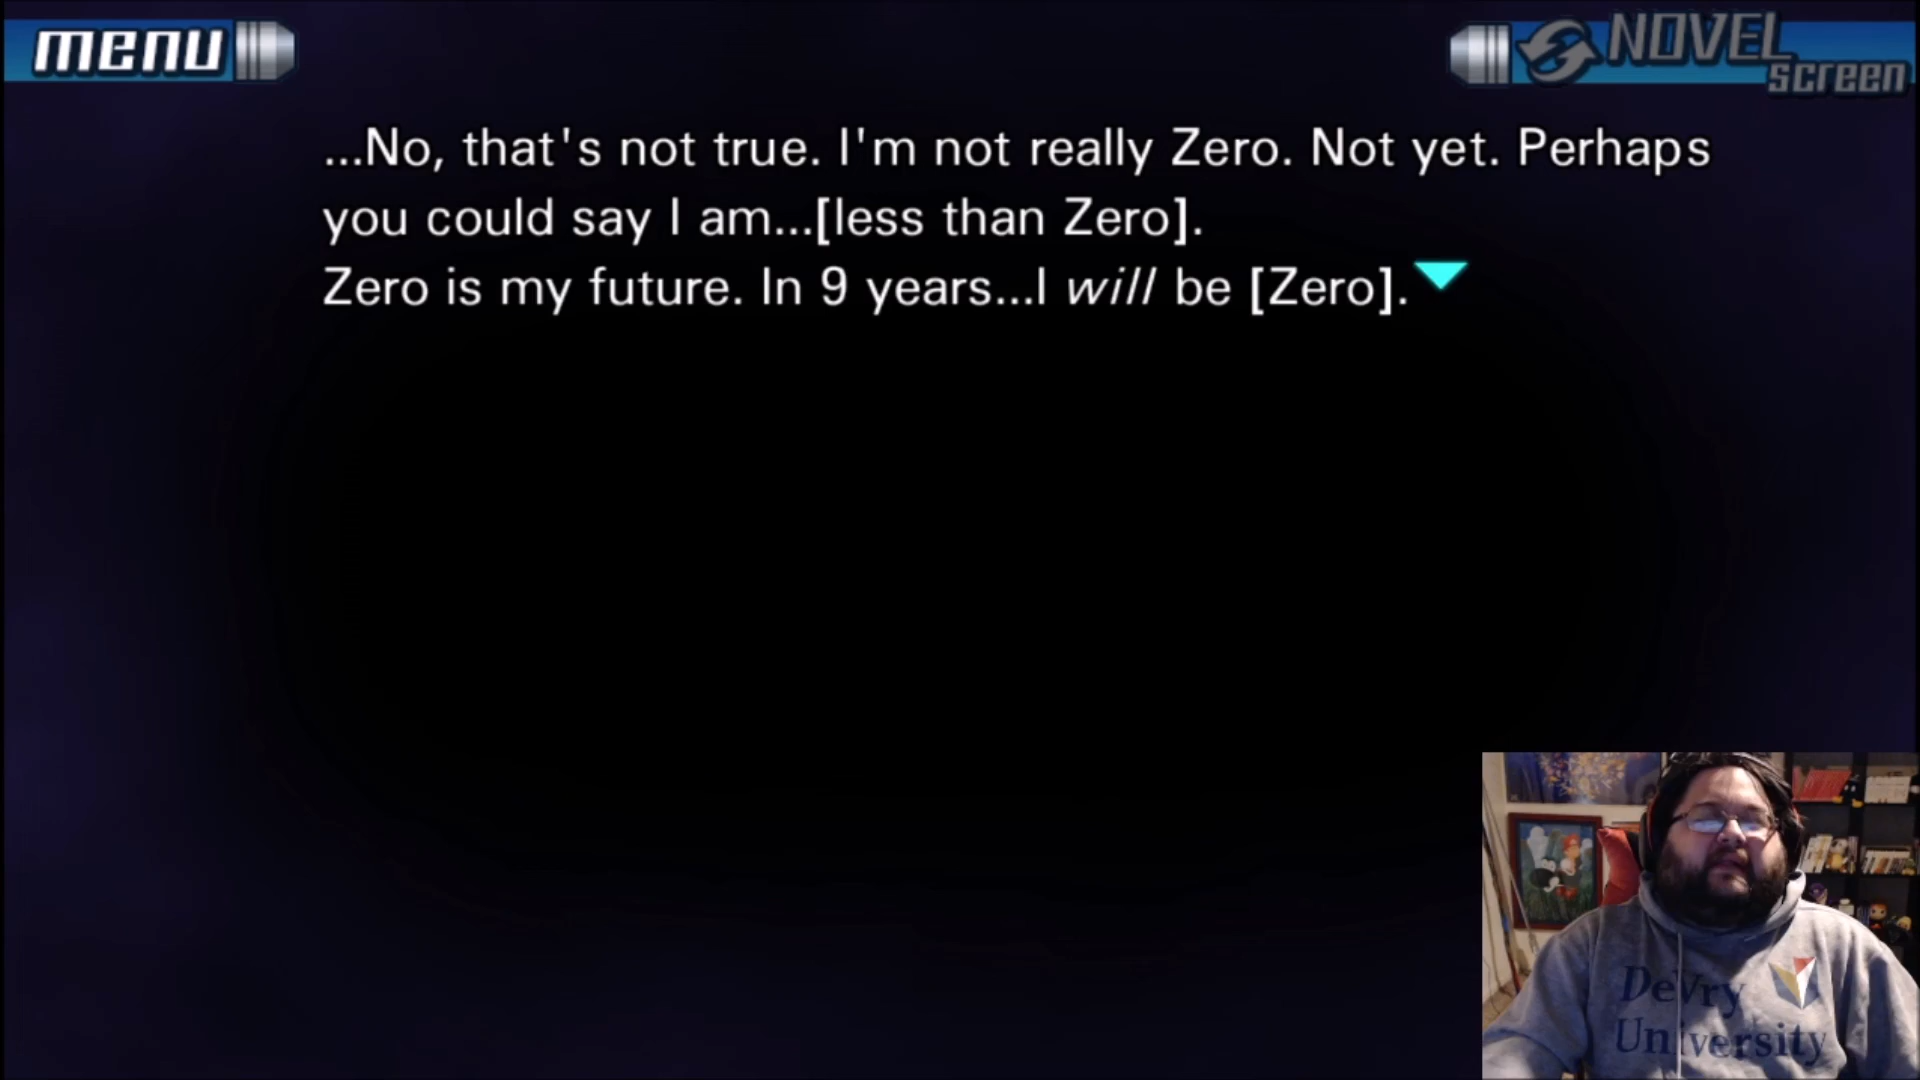 menu
NOVEL
screen
...No, that's not true. I'm not really Zero. Not yet. Perhaps
you could say I am...[less than Zero].
Zero is my future. In 9 years...I will be [Zero].
DeVry
University